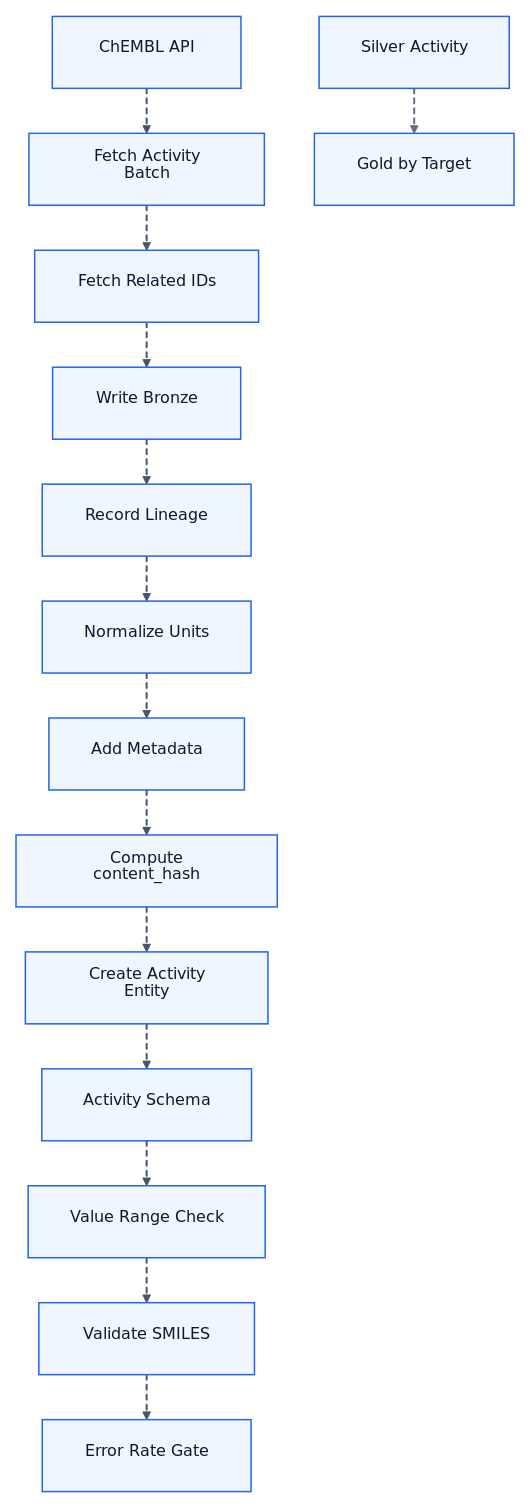 ChEMBL API
Silver Activity
Fetch Activity
Batch
Gold by Target
Fetch Related IDs
Write Bronze
Record Lineage
Normalize Units
Add Metadata
Compute
content_hash
Create Activity
Entity
Activity Schema
Value Range Check
Validate SMILES
Error Rate Gate